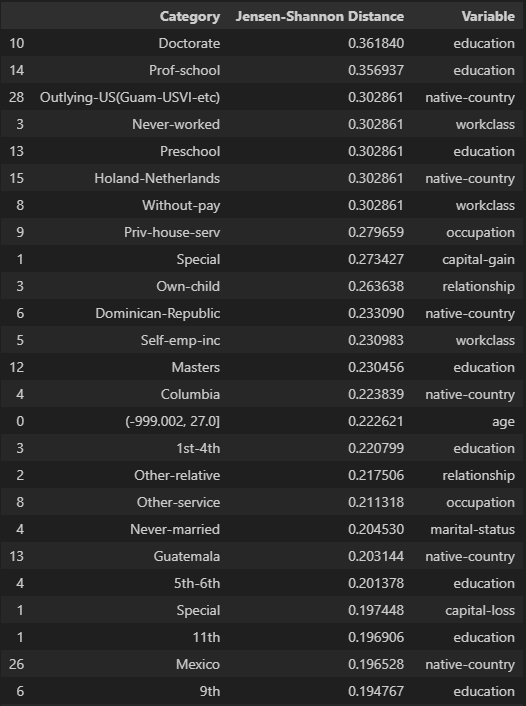 Category Jensen-Shannon Distance Variable
10 Doctorate 0.361840 education
14 Prof-school 0.356937 education
28 Outlying-US(Guam-USVI-etc) 0.302861 native-country
3 Never-worked 0.302861 workclass
13 Preschool 0.302861 education
15 Holand-Netherlands 0.302861 native-country
8 Without-pay 0.302861 workclass
9 Priv-house-serv 0.279659 occupation
1 Special 0.273427 capital-gain
3 Own-child 0.263638 relationship
6 Dominican-Republic 0.233090 native-country
5 Self-emp-inc 0.230983 workclass
12 Masters 0.230456 education
4 Columbia 0.223839 native-country
0 (-999.002, 27.0] 0.222621 age
3 1st-4th 0.220799 education
2 Other-relative 0.217506 relationship
8 Other-service 0.211318 occupation
4 Never-married 0.204530 marital-status
13 Guatemala 0.203144 native-country
4 5th-6th 0.201378 education
1 Special 0.197448 capital-loss
1 11th 0.196906 education
26 Mexico 0.196528 native-country
6 9th 0.194767 education